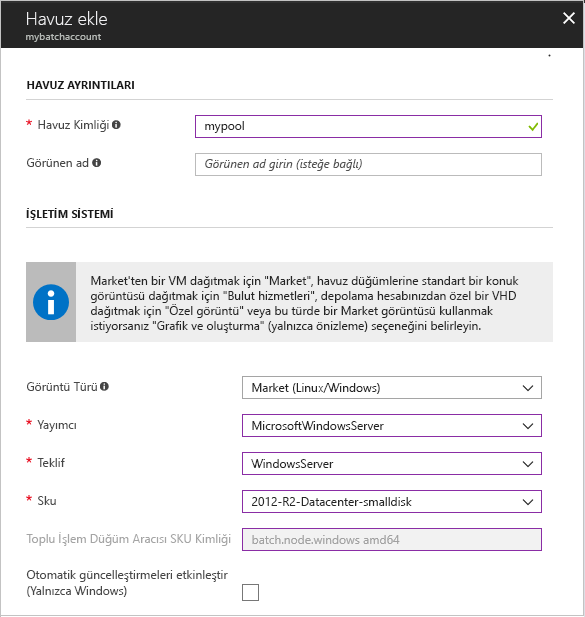 Havuz ekle
mybatchaccount
HAVUZ AYRINTILARI
* Havuz Kimliği
mypool
Görünen ad
Görünen ad girin (isteğe bağlı)
İŞLETİM SİSTEMİ
Market'ten bir VM dağıtmak için "Market", havuz düğümlerine standart bir konuk
görüntüsü dağıtmak için "Bulut hizmetleri", depolama hesabınızdan özel bir VHD
dağıtmak için "Özel görüntü" veya bu türde bir Market görüntüsü kullanmak
istiyorsanız "Grafik ve oluşturma" (yalnızca önizleme) seçeneğini belirleyin.
Görüntü Türü
Market (Linux/Windows)
* Yayımcı
MicrosoftWindowsServer
* Teklif
WindowsServer
* Sku
2012-R2-Datacenter-smalldisk
Toplu İşlem Düğüm Aracısı SKU Kimliği
batch.node.windows amd64
Otomatik güncelleştirmeleri etkinleştir
(Yalnızca Windows)